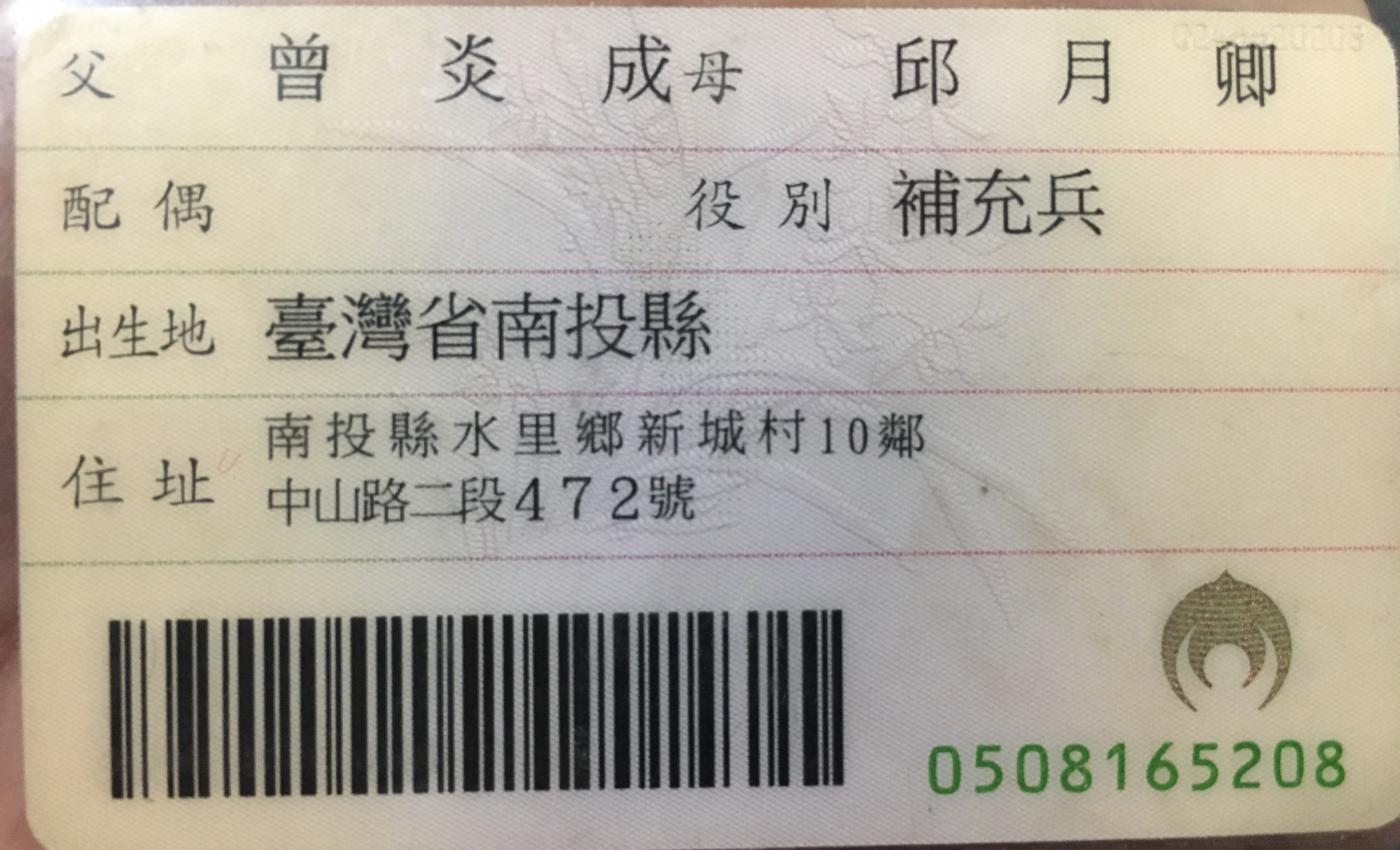 父 曾炎成 母 邱月卿
配偶 役別 補充兵
出生地 臺灣省南投縣
住址 南投縣水里鄉新城村10鄰
中山路二段472號
0508165208